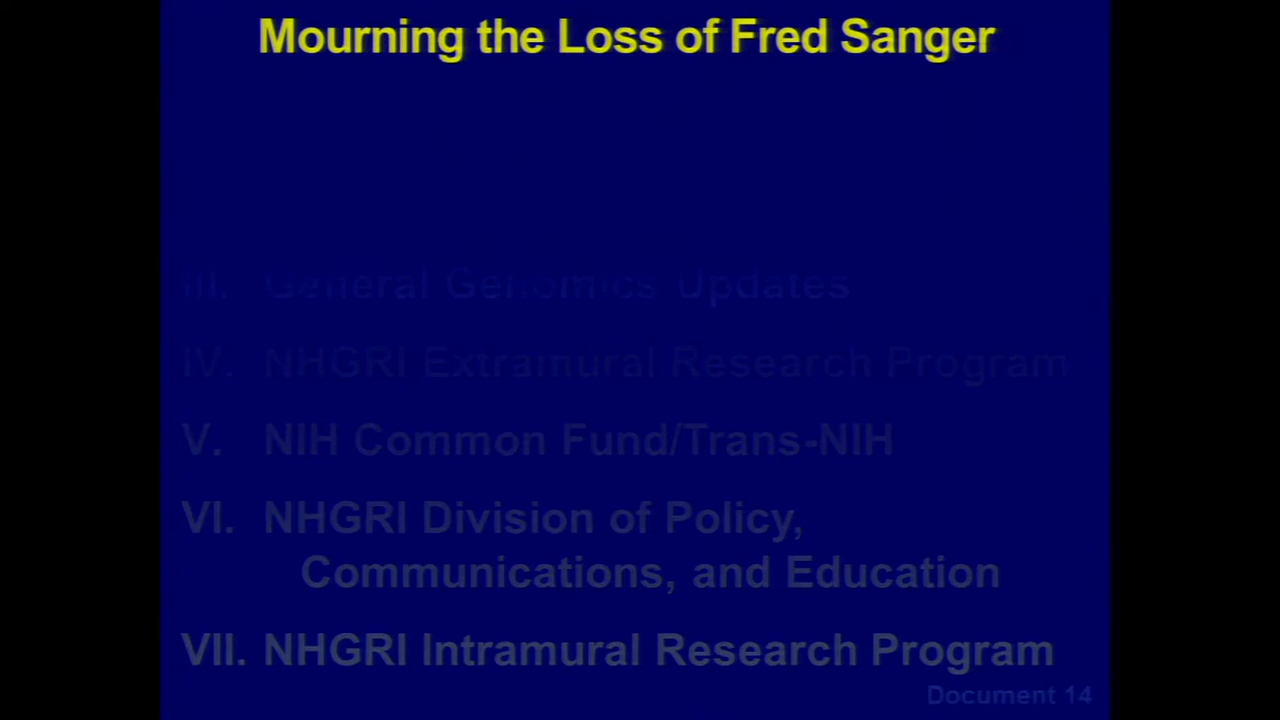 Mourning the Loss of Fred Sanger
III. General Genomics Updates
IV. NHGRI Extramural Research Program
V. NIH Common Fund/Trans-NIH
VI. NHGRI Division of Policy,
Communications, and Education
VII. NHGRI Intramural Research Program
Document 14